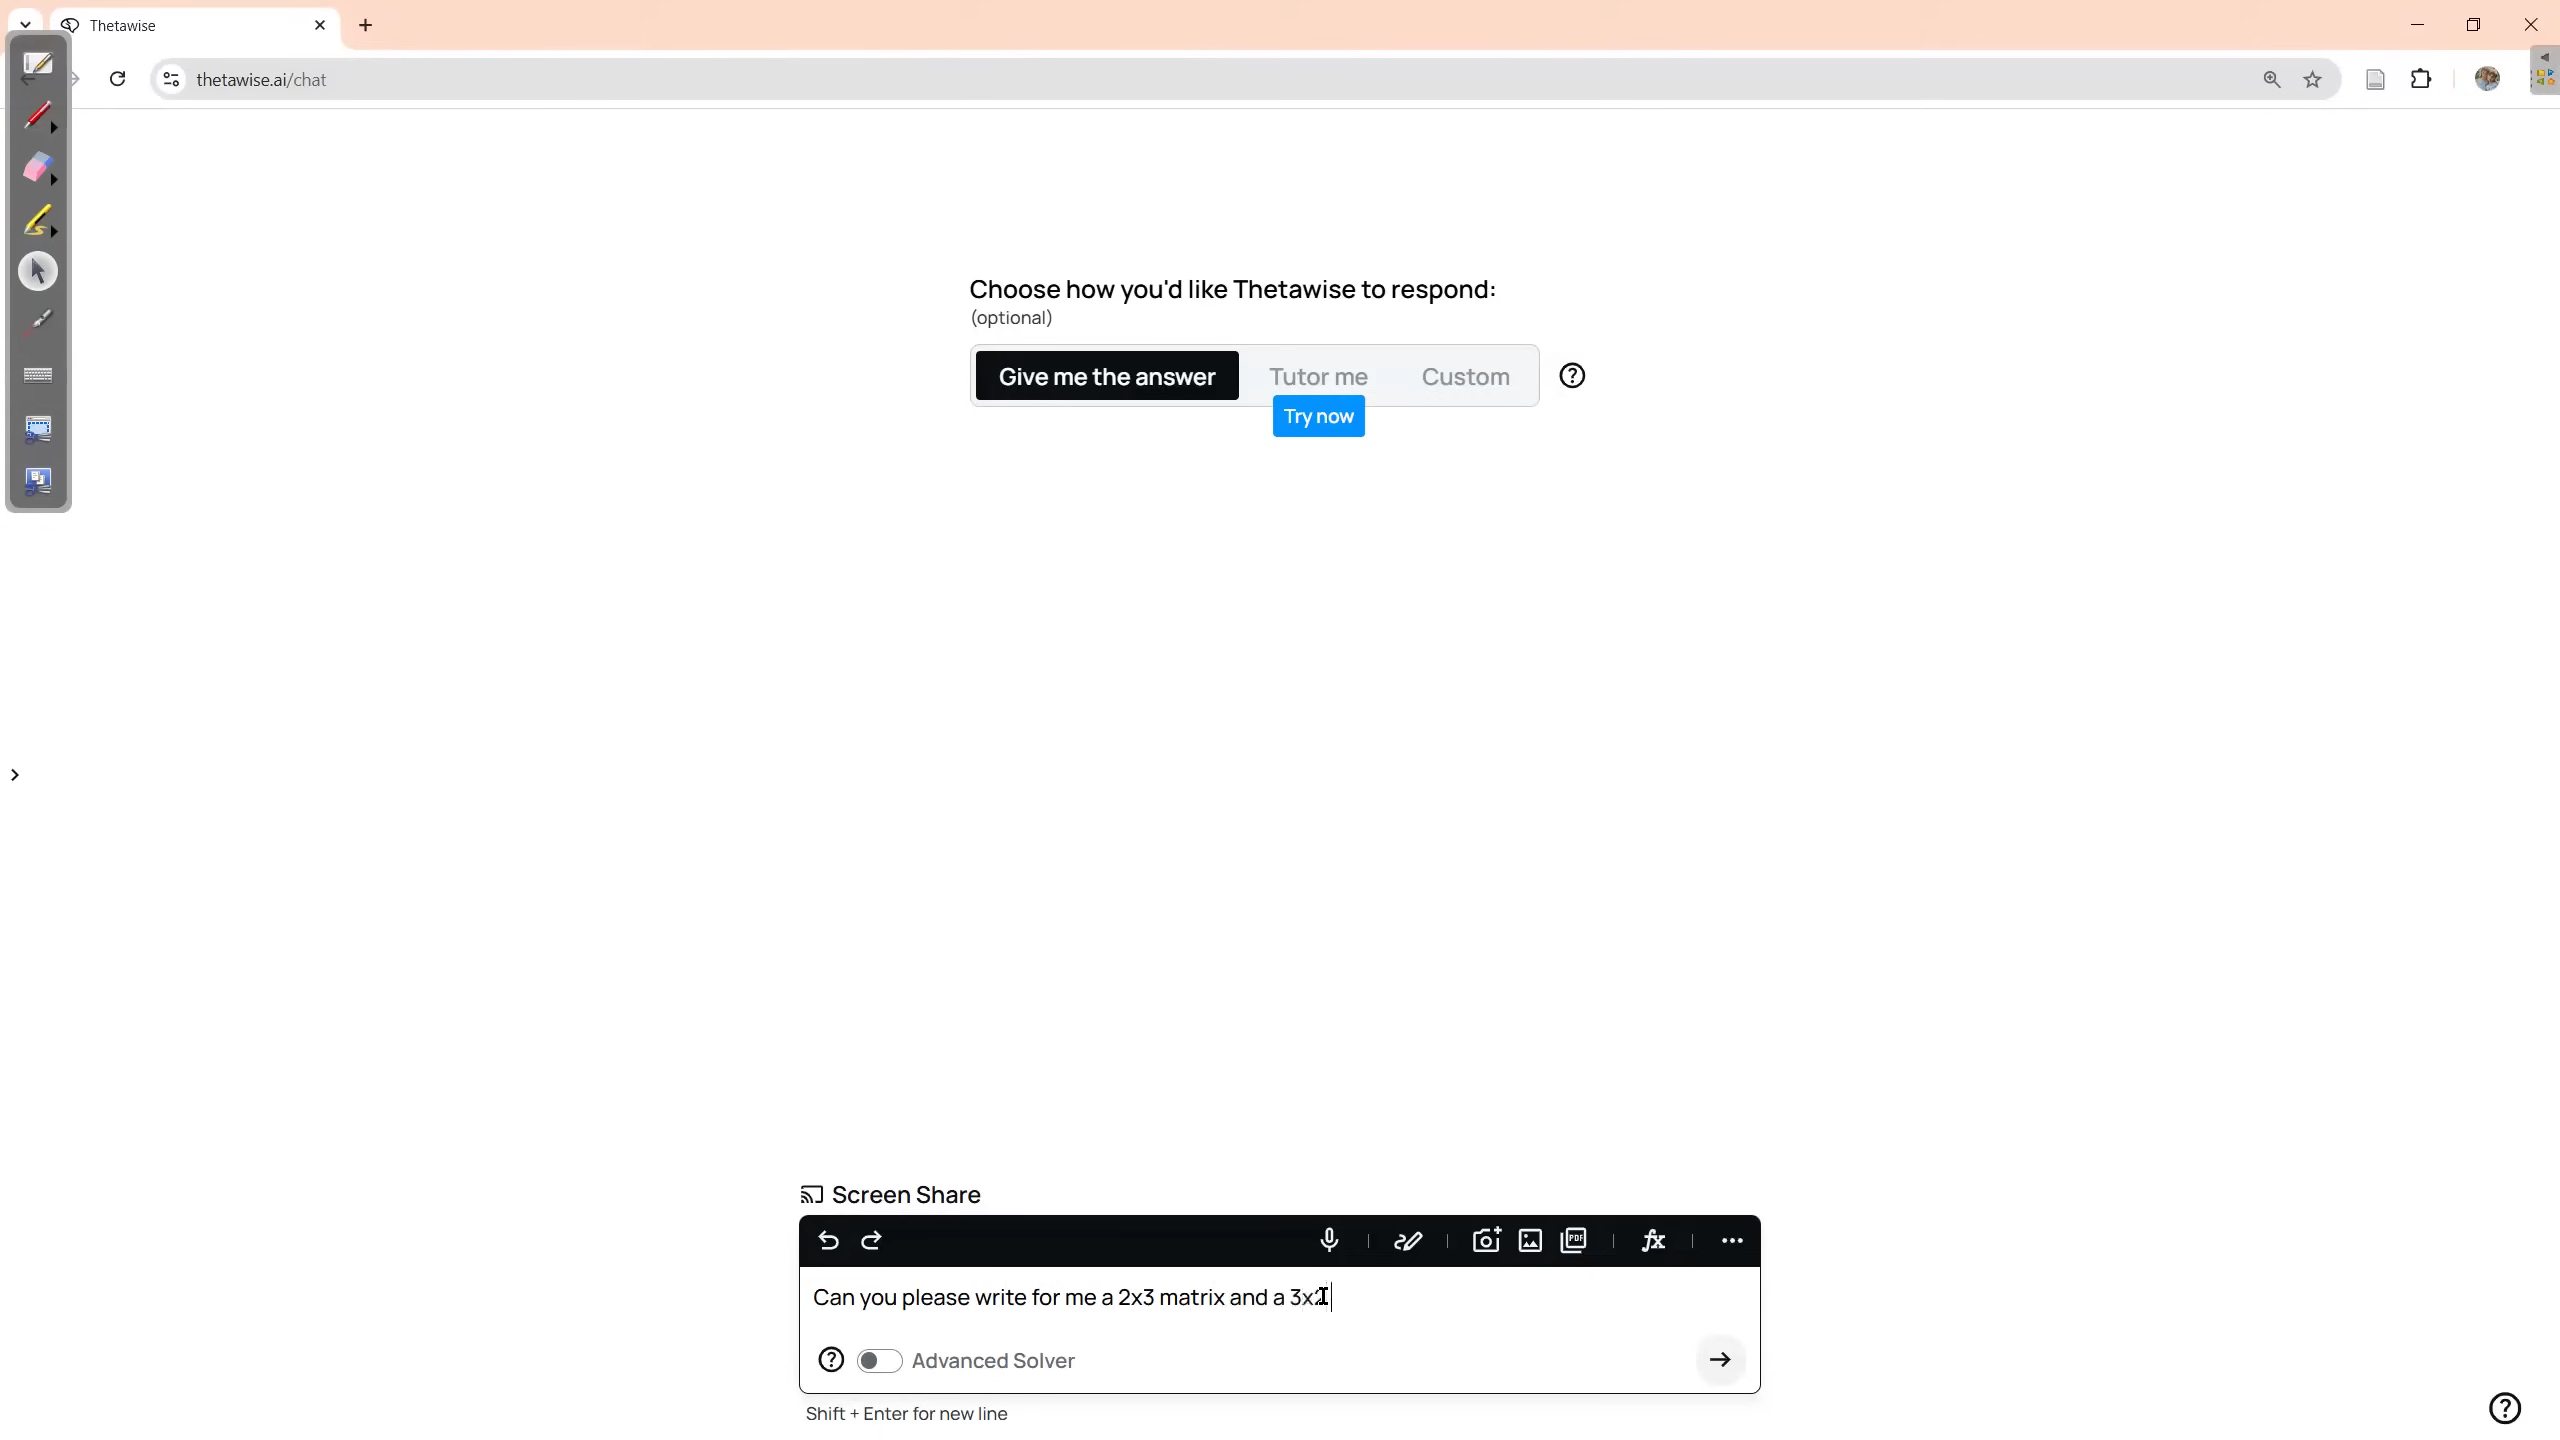 Thetawise
thetawise.ai/chat
Choose how you'd like Thetawise to respond:
(optional)
Give me the answer Tutor me Custom
Try now
Screen Share
PDF
fx
Can you please write for me a 2x3 matrix and a 3x2
Advanced Solver
Shift + Enter for new line